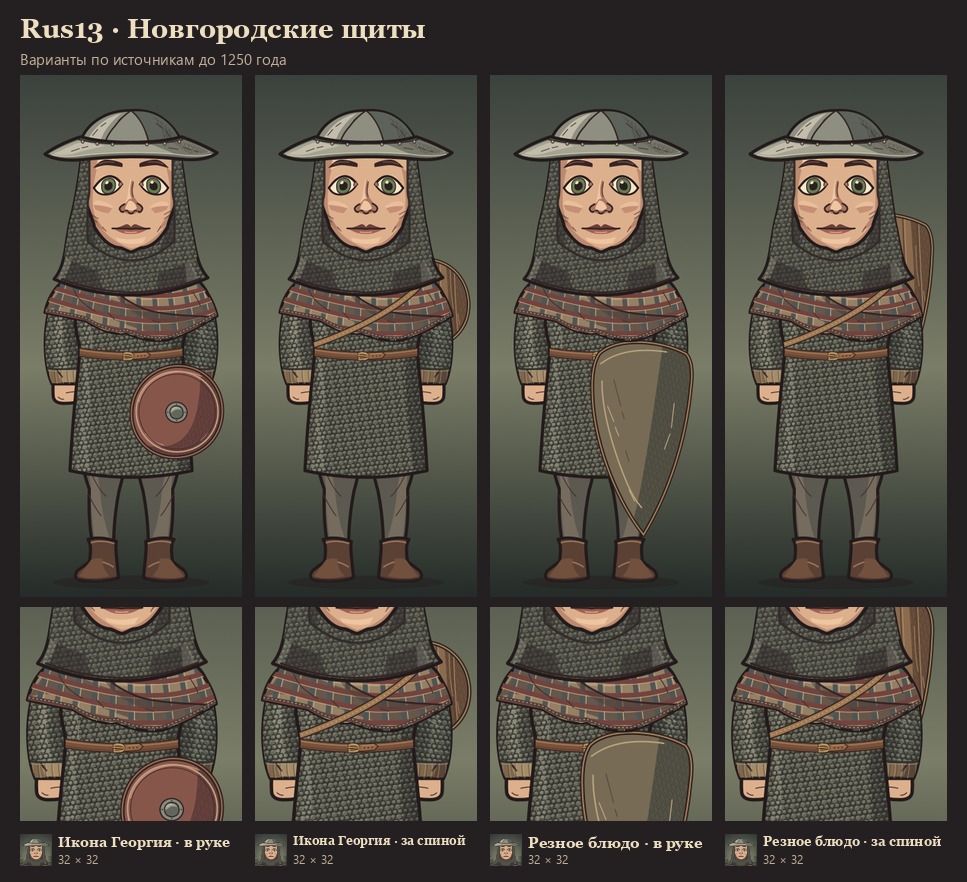 Rus13 · Новгородские щиты
Варианты по источникам до 1250 года
Икона Георгия · в руке
32 × 32
Икона Георгия · за спиной
32 × 32
Резное блюдо · в руке
32 × 32
Резное блюдо · за спиной
32 × 32